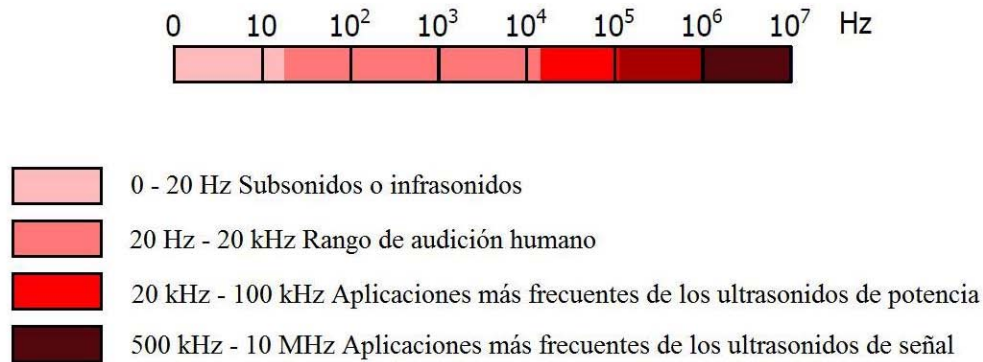 0 10 10² 10³ 10⁴ 10⁵ 10⁶ 10⁷ Hz
0 - 20 Hz Subsonidos o infrasonidos
20 Hz - 20 kHz Rango de audición humano
20 kHz - 100 kHz Aplicaciones más frecuentes de los ultrasonidos de potencia
500 kHz - 10 MHz Aplicaciones más frecuentes de los ultrasonidos de señal